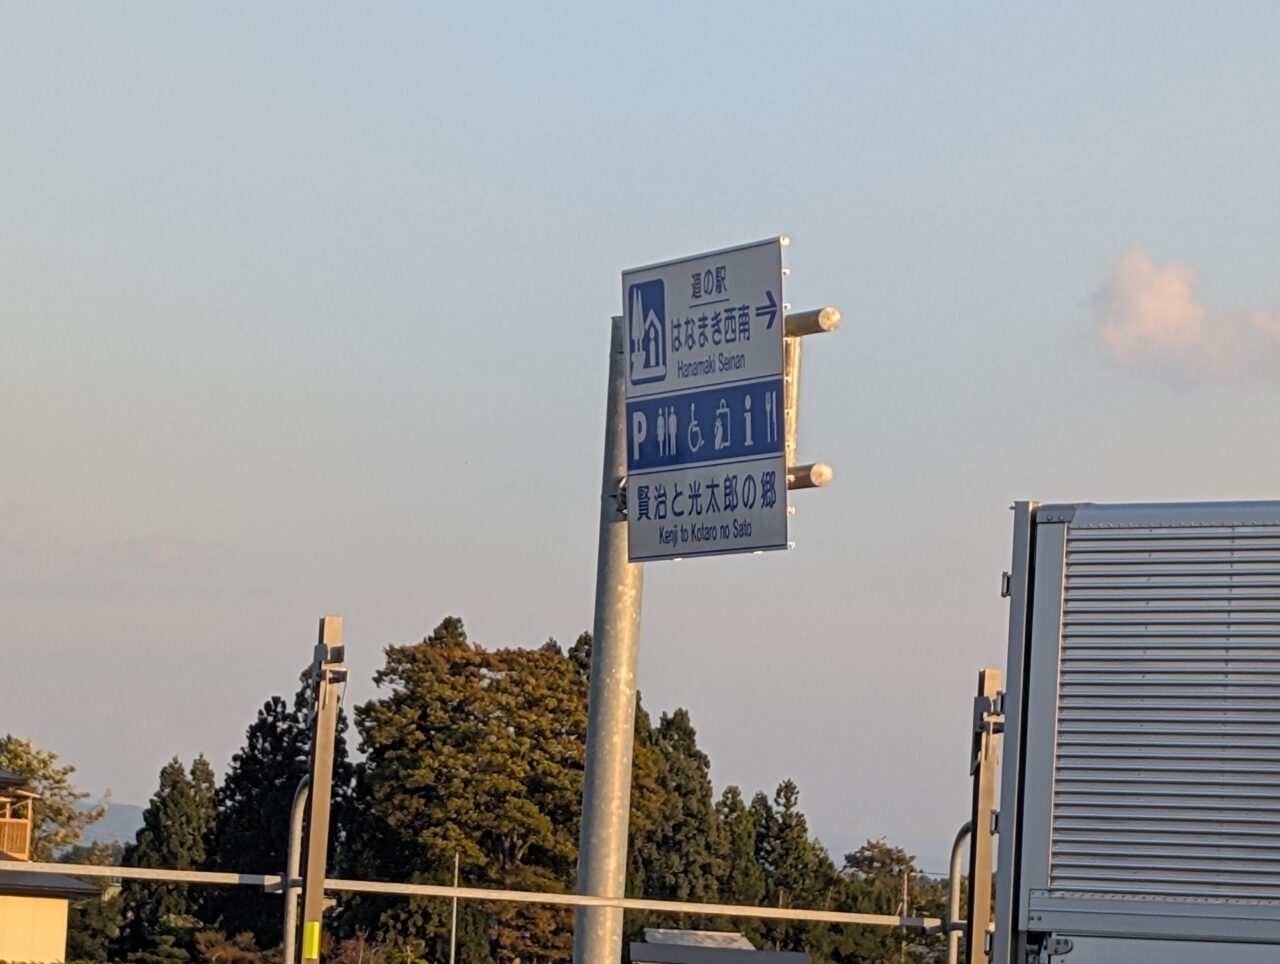 道の駅
はなまき西南 →
Hanamaki Seinan
P
賢治と光太郎の郷
Kenji to Kotaro no Sato